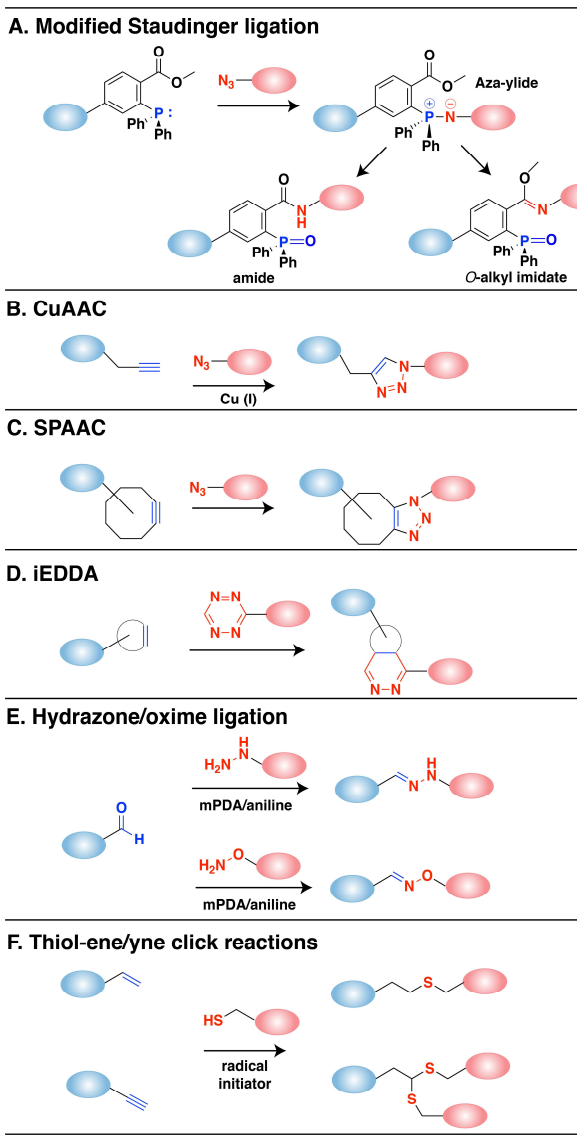 A. Modified Staudinger ligation
O
O
P:
Ph
Ph
N3
O
O
Aza-ylide
⊕ ⊖
P N
Ph
Ph
O
N
H
P O
Ph
Ph
amide
O
N
P O
Ph
Ph
O-alkyl imidate
B. CuAAC
N3
Cu (I)
N
N N
C. SPAAC
N3
N
N
N
D. iEDDA
N N
N N
N N
E. Hydrazone/oxime ligation
H
N
H2N
mPDA/aniline
H
N
N
O
H
O
H2N
mPDA/aniline
O
N
F. Thiol-ene/yne click reactions
S
HS
radical
initiator
S
S